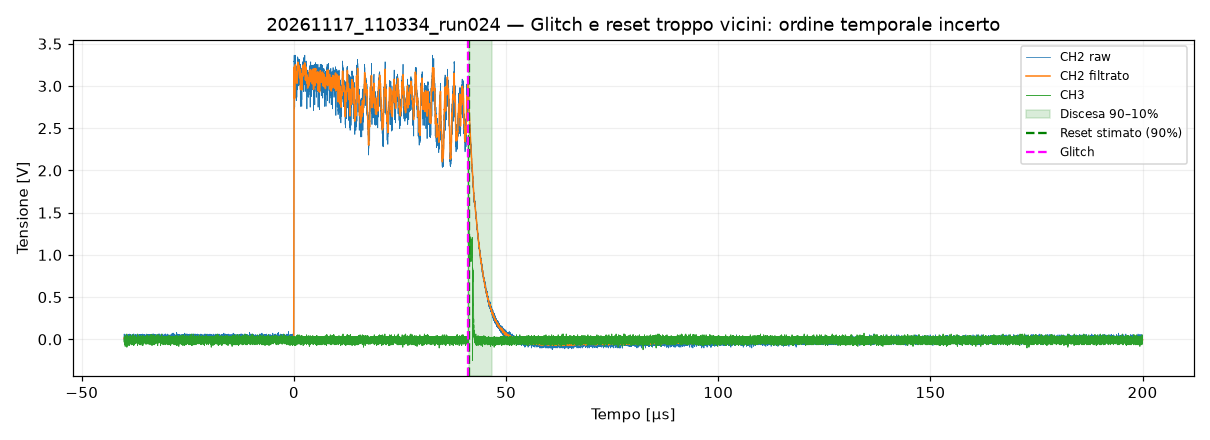 20261117_110334_run024 — Glitch e reset troppo vicini: ordine temporale incerto
Tensione [V]
3.5
3.0
2.5
2.0
1.5
1.0
0.5
0.0
CH2 raw
CH2 filtrato
CH3
Discesa 90–10%
Reset stimato (90%)
Glitch
−50
0
50
100
150
200
Tempo [µs]